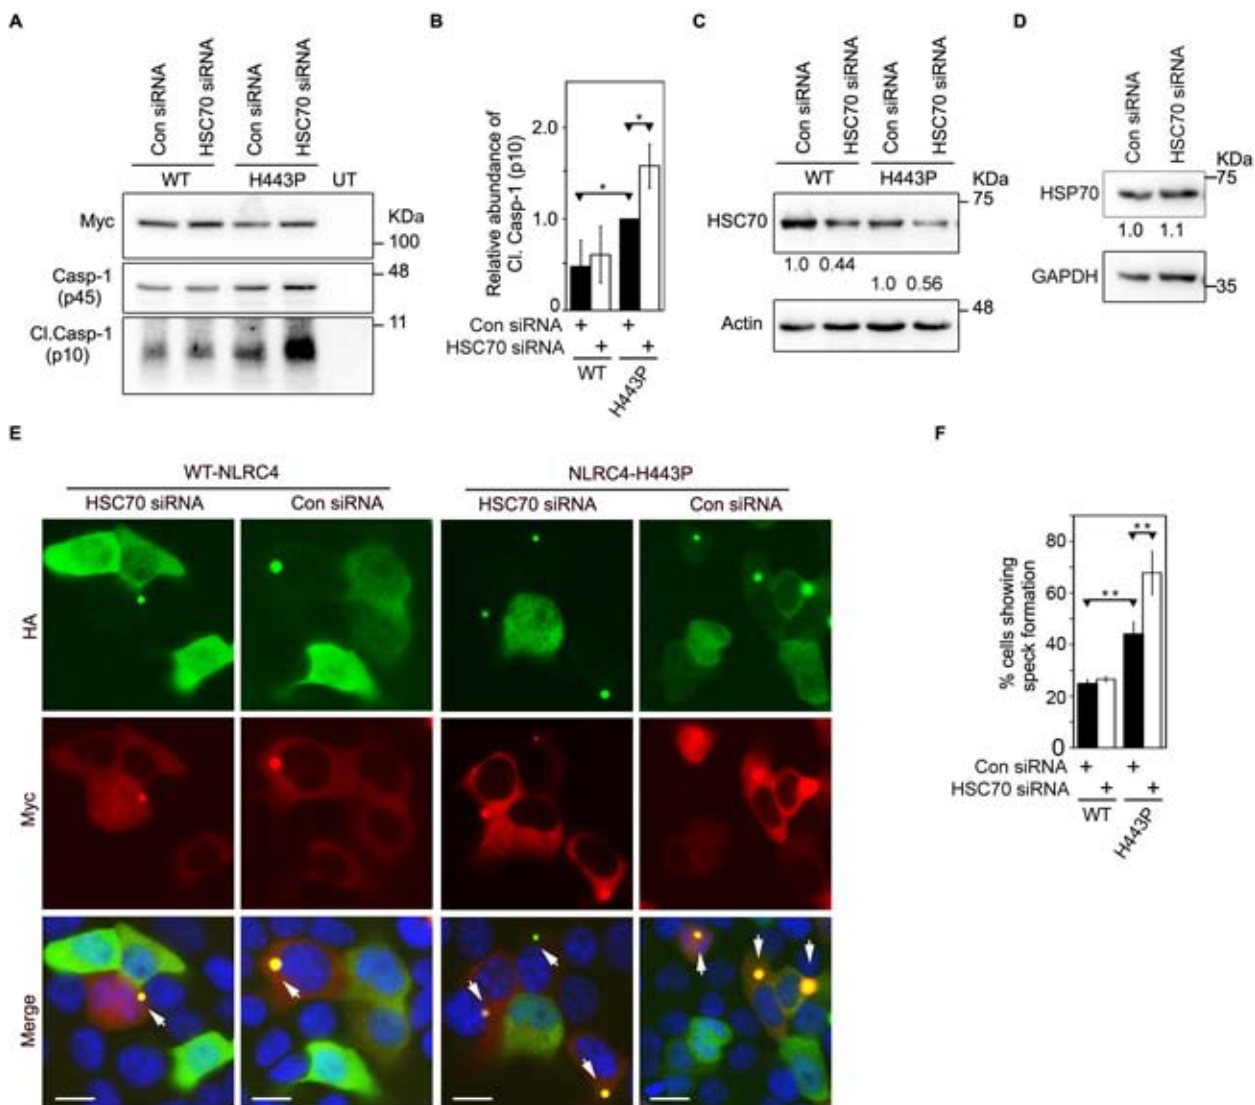 A
Con siRNA
HSC70 siRNA
Con siRNA
HSC70 siRNA
WT
H443P
UT
Myc
KDa
100
Casp-1
(p45)
48
Cl.Casp-1
(p10)
11
B
Relative abundance of
Cl. Casp-1 (p10)
2.0
1.0
0
*
*
Con siRNA + +
HSC70 siRNA + +
WT
H443P
C
Con siRNA
HSC70 siRNA
Con siRNA
HSC70 siRNA
WT
H443P
KDa
75
HSC70
1.0 0.44
1.0 0.56
48
Actin
D
Con siRNA
HSC70 siRNA
KDa
75
HSP70
1.0 1.1
GAPDH
35
E
WT-NLRC4
NLRC4-H443P
HSC70 siRNA
Con siRNA
HSC70 siRNA
Con siRNA
HA
Myc
Merge
F
% cells showing
speck formation
80
60
40
20
0
**
**
Con siRNA + +
HSC70 siRNA + +
WT
H443P